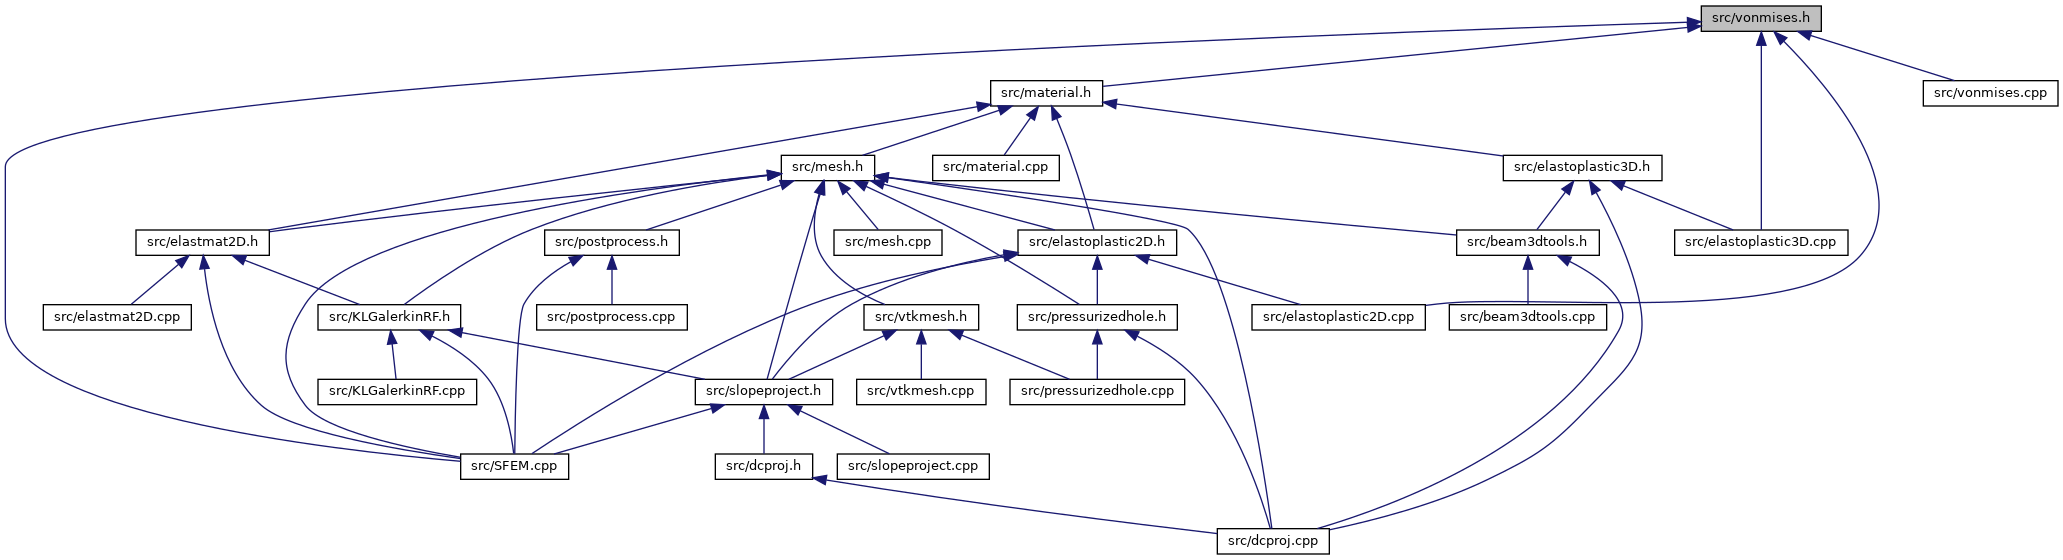 src/vonmises.h
src/material.h
src/vonmises.cpp
src/mesh.h
src/material.cpp
src/elastoplastic3D.h
src/elastmat2D.h
src/postprocess.h
src/mesh.cpp
src/elastoplastic2D.h
src/beam3dtools.h
src/elastoplastic3D.cpp
src/elastmat2D.cpp
src/KLGalerkinRF.h
src/postprocess.cpp
src/vtkmesh.h
src/pressurizedhole.h
src/elastoplastic2D.cpp
src/beam3dtools.cpp
src/KLGalerkinRF.cpp
src/slopeproject.h
src/vtkmesh.cpp
src/pressurizedhole.cpp
src/SFEM.cpp
src/dcproj.h
src/slopeproject.cpp
src/dcproj.cpp